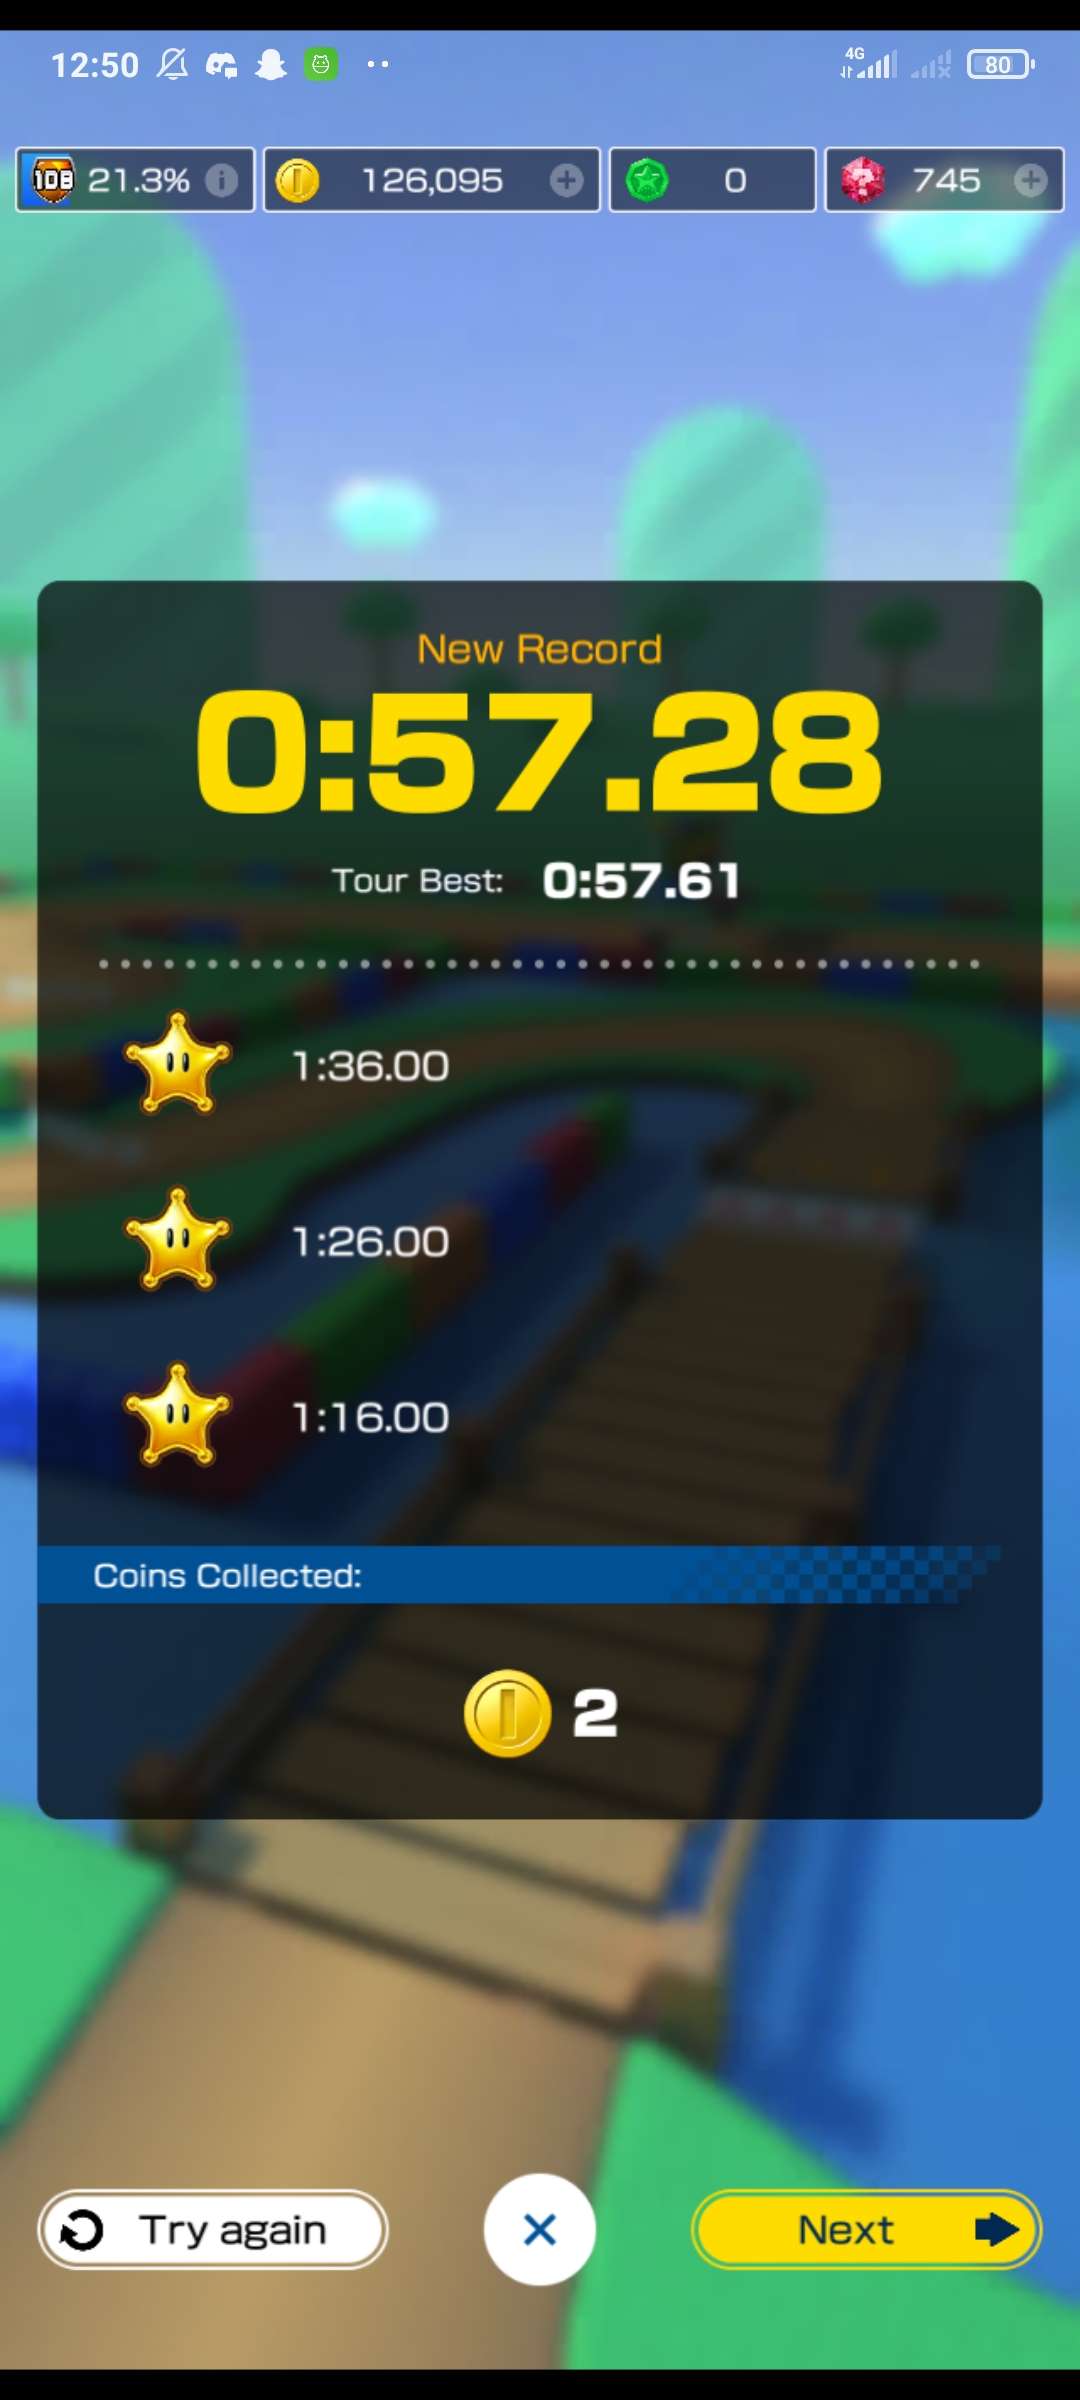 12:50 4G 80
108 21.3% i 126,095 + 0 ? 745 +
New Record
0:57.28
Tour Best: 0:57.61
1:36.00
1:26.00
1:16.00
Coins Collected:
2
Try again × Next